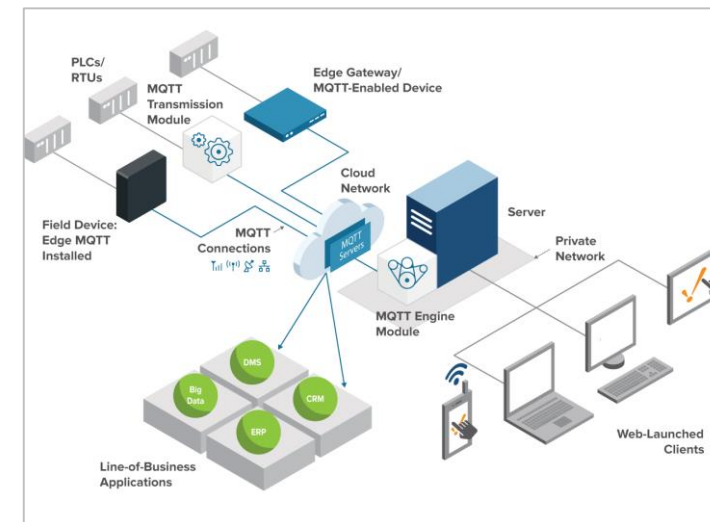 PLCs/
RTUs
MQTT
Transmission
Module
Edge Gateway/
MQTT-Enabled Device
Cloud
Network
Field Device:
Edge MQTT
Installed
MQTT
Connections
MQTT
Servers
Server
Private
Network
MQTT Engine
Module
DMS
Big
Data
CRM
ERP
Line-of-Business
Applications
Web-Launched
Clients